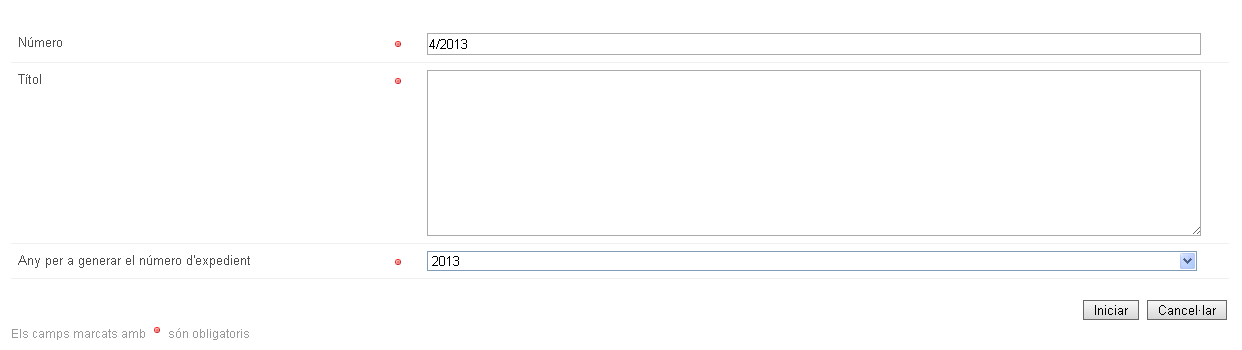 Número
4/2013
Títol
Any per a generar el número d'expedient
2013
Iniciar
Cancel·lar
Els camps marcats amb són obligatoris